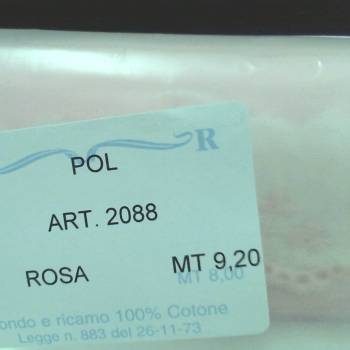 R
POL
ART. 2088
ROSA MT 9,20
MT 8,00
ondo e ricamo 100% Cotone
Legge n. 883 del 26-11-73